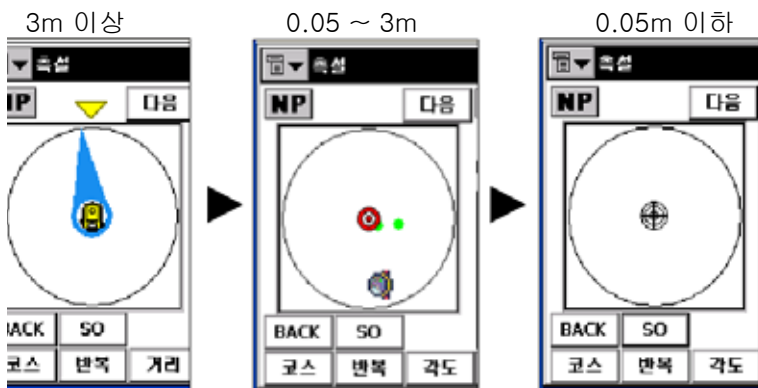 3m 이상 0.05 ~ 3m 0.05m 이하
측설 측설 측설
NP 다음 NP 다음 NP 다음
BACK SO BACK SO BACK SO
코스 반복 거리 코스 반복 각도 코스 반복 각도